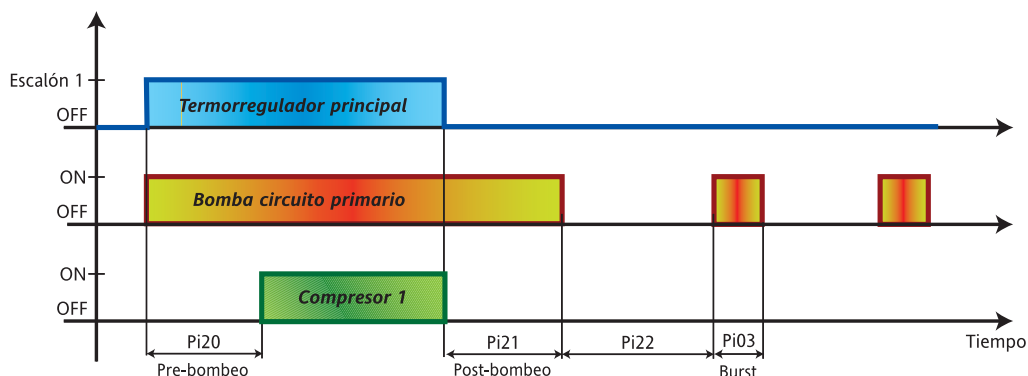 Escalón 1
OFF
Termorregulador principal
ON
OFF
Bomba circuito primario
ON
OFF
Compresor 1
Pi20
Pi21
Pi22
Pi03
Tiempo
Pre-bombeo
Post-bombeo
Burst